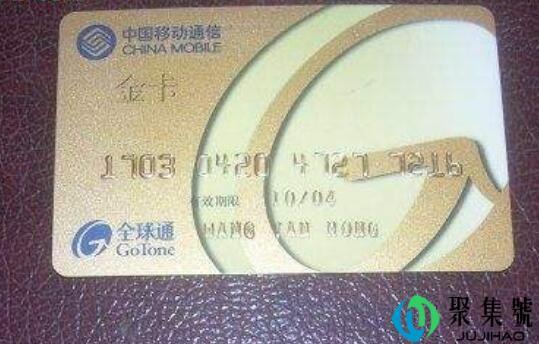 中国移动通信
CHINA MOBILE
金卡
1703 0420 4727 7216
有效期限 10/04
全球通
GoTone
WANG YAN HONG
聚集號
JUJIHAO